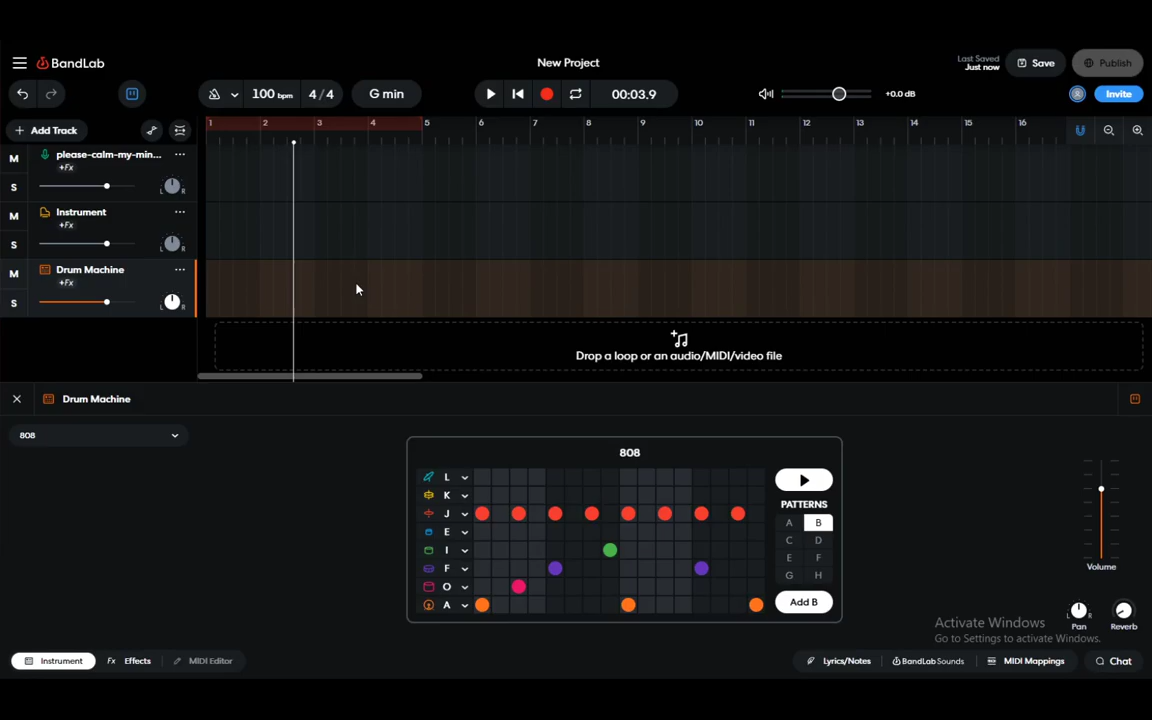 BandLab
New Project
Last Saved
Just now
Save
Publish
100 bpm
4 / 4
G min
00:03.9
+0.0 dB
Invite
+ Add Track
1 2 3 4 5 6 7 8 9 10 11 12 13 14 15 16
M please-calm-my-min... ...
+Fx
S L R
M Instrument ...
+Fx
S L R
M Drum Machine ...
+Fx
S L R
Drop a loop or an audio/MIDI/video file
Drum Machine
808
808
L
K
J
E
I
F
O
A
PATTERNS
A B
C D
E F
G H
Add B
Volume
L R
Pan
Reverb
Activate Windows
Go to Settings to activate Windows.
Instrument
Fx Effects
MIDI Editor
Lyrics/Notes
BandLab Sounds
MIDI Mappings
Chat